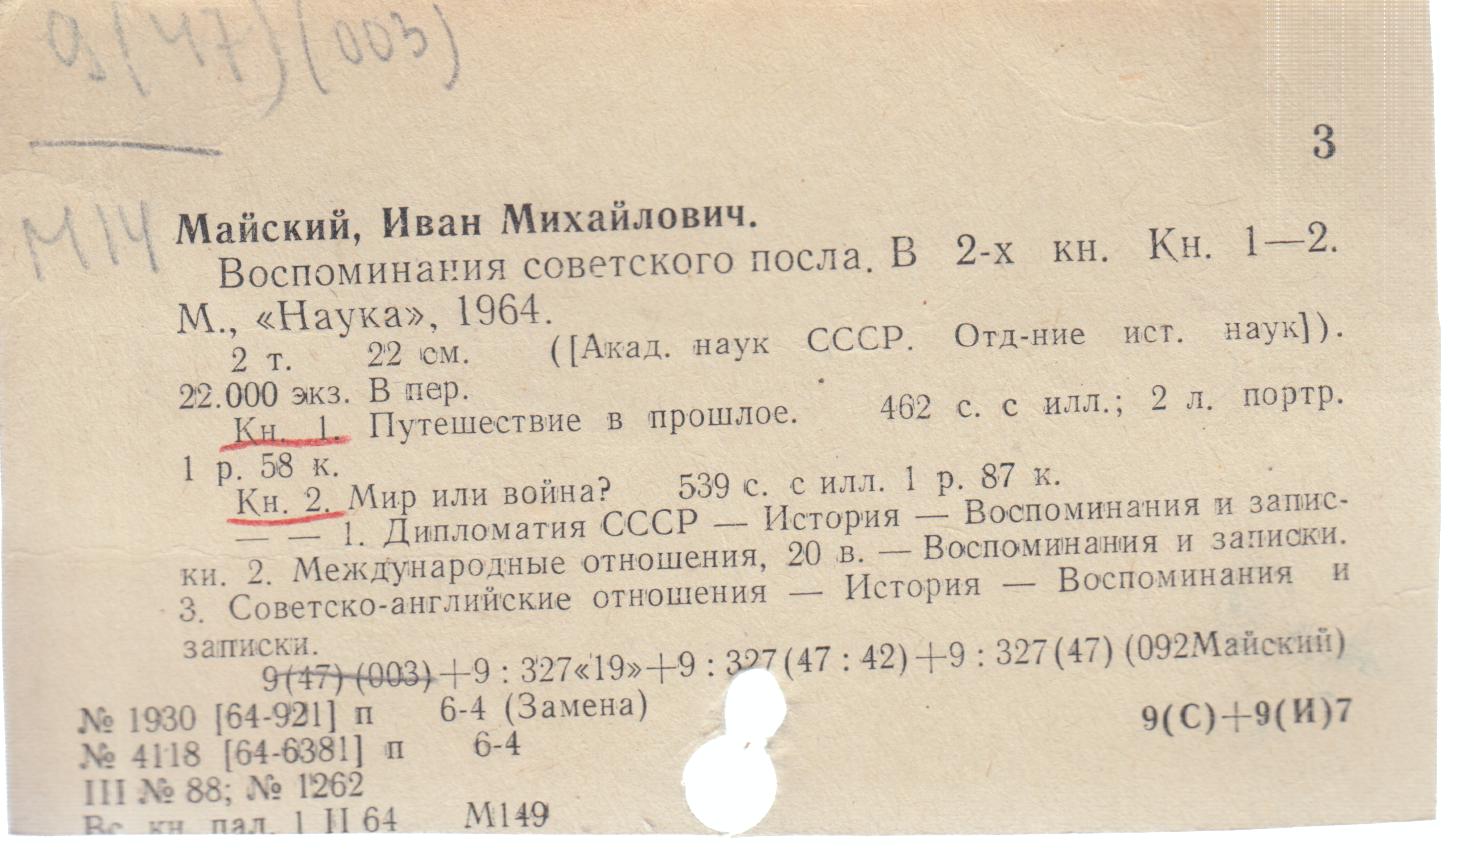 9(47)(003)
3
М14
Майский, Иван Михайлович.
Воспоминания советского посла. В 2-х кн. Кн. 1—2.
М., «Наука», 1964.
2 т. 22 см. ([Акад. наук СССР. Отд-ние ист. наук]).
22.000 экз. В пер.
Кн. 1. Путешествие в прошлое. 462 с. с илл.; 2 л. портр.
1 р. 58 к.
Кн. 2. Мир или война? 539 с. с илл. 1 р. 87 к.
— — 1. Дипломатия СССР — История — Воспоминания и запис-
ки. 2. Международные отношения, 20 в. — Воспоминания и записки.
3. Советско-английские отношения — История — Воспоминания и
записки.
9(47)(003)+9 : 327«19»+9 : 327(47 : 42)+9 : 327(47) (092Майский)
№ 1930 [64-921] п 6-4 (Замена)
9(С)+9(И)7
№ 4118 [64-6381] п 6-4
III № 88; № 1262
Вс. кн. пал. 1 II 64 М149